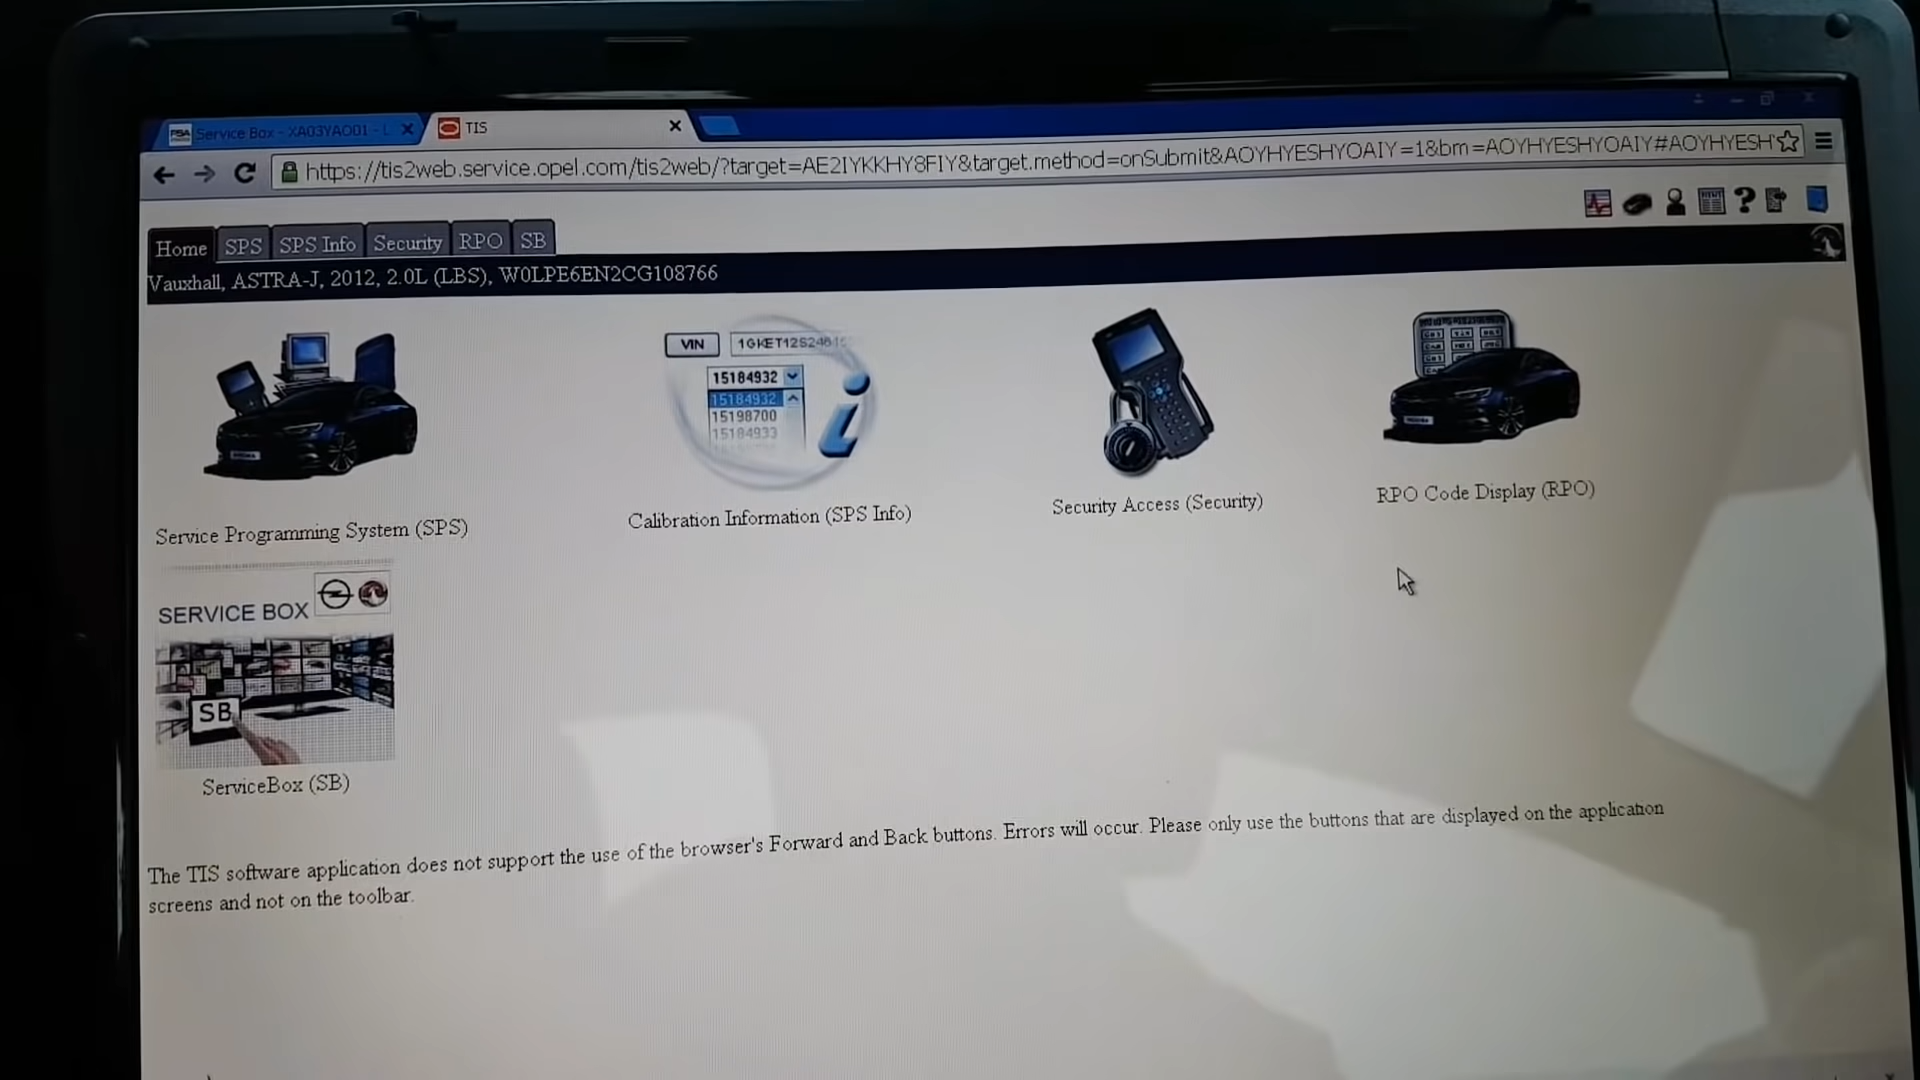 PSA Service Box - XA03YAO01 - L
TIS
https://tis2web.service.opel.com/tis2web/?target=AE2IYKKHY8FIY&target.method=onSubmit&AOYHYESHYOAIY=1&bm=AOYHYESHYOAIY#AOYHYESH
Home SPS SPS Info Security RPO SB
Vauxhall, ASTRA-J, 2012, 2.0L (LBS), W0LPE6EN2CG108766
VIN 1GKET12S246
15184932
15184932
15198700
15184933
Service Programming System (SPS)
Calibration Information (SPS Info)
Security Access (Security)
RPO Code Display (RPO)
SERVICE BOX
SB
ServiceBox (SB)
The TIS software application does not support the use of the browser's Forward and Back buttons. Errors will occur. Please only use the buttons that are displayed on the application
screens and not on the toolbar.